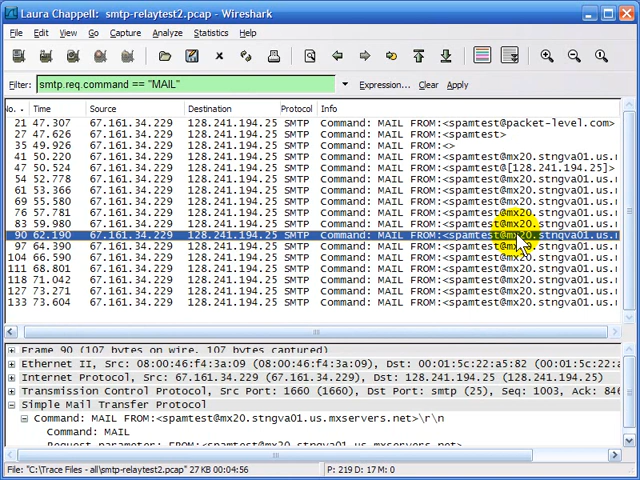 Laura Chappell: smtp-relaytest2.pcap - Wireshark
File Edit View Go Capture Analyze Statistics Help
Filter: smtp.req.command == "MAIL" Expression... Clear Apply
No. - Time Source Destination Protocol Info
21 47.307 67.161.34.229 128.241.194.25 SMTP Command: MAIL FROM:<spamtest@packet-level.com>
27 47.626 67.161.34.229 128.241.194.25 SMTP Command: MAIL FROM:<spamtest>
35 49.926 67.161.34.229 128.241.194.25 SMTP Command: MAIL FROM:<>
41 50.220 67.161.34.229 128.241.194.25 SMTP Command: MAIL FROM:<spamtest@mx20.stngva01.us.m
47 50.524 67.161.34.229 128.241.194.25 SMTP Command: MAIL FROM:<spamtest@[128.241.194.25]>
54 52.778 67.161.34.229 128.241.194.25 SMTP Command: MAIL FROM:<spamtest@mx20.stngva01.us.m
61 53.366 67.161.34.229 128.241.194.25 SMTP Command: MAIL FROM:<spamtest@mx20.stngva01.us.m
69 55.580 67.161.34.229 128.241.194.25 SMTP Command: MAIL FROM:<spamtest@mx20.stngva01.us.m
76 57.781 67.161.34.229 128.241.194.25 SMTP Command: MAIL FROM:<spamtest@mx20.stngva01.us.m
83 59.980 67.161.34.229 128.241.194.25 SMTP Command: MAIL FROM:<spamtest@mx20.stngva01.us.m
90 62.190 67.161.34.229 128.241.194.25 SMTP Command: MAIL FROM:<spamtest@mx20.stngva01.us.m
97 64.390 67.161.34.229 128.241.194.25 SMTP Command: MAIL FROM:<spamtest@mx20.stngva01.us.m
104 66.590 67.161.34.229 128.241.194.25 SMTP Command: MAIL FROM:<spamtest@mx20.stngva01.us.m
111 68.801 67.161.34.229 128.241.194.25 SMTP Command: MAIL FROM:<spamtest@mx20.stngva01.us.m
118 71.042 67.161.34.229 128.241.194.25 SMTP Command: MAIL FROM:<spamtest@mx20.stngva01.us.m
127 73.271 67.161.34.229 128.241.194.25 SMTP Command: MAIL FROM:<spamtest@mx20.stngva01.us.m
133 73.604 67.161.34.229 128.241.194.25 SMTP Command: MAIL FROM:<spamtest@mx20.stngva01.us.m
Frame 90 (107 bytes on wire, 107 bytes captured)
Ethernet II, Src: 08:00:46:f4:3a:09 (08:00:46:f4:3a:09), Dst: 00:01:5c:22:a5:82 (00:01:5c:22:a
Internet Protocol, Src: 67.161.34.229 (67.161.34.229), Dst: 128.241.194.25 (128.241.194.25)
Transmission Control Protocol, Src Port: 1660 (1660), Dst Port: smtp (25), Seq: 1003, Ack: 846
Simple Mail Transfer Protocol
Command: MAIL FROM:<spamtest@mx20.stngva01.us.mxservers.net>\r\n
Command: MAIL
Request parameter: FROM:<spamtest@mx20.stngva01.us.mxservers.net>
File: "C:\Trace Files - all\smtp-relaytest2.pcap" 27 KB 00:04:56 P: 219 D: 17 M: 0